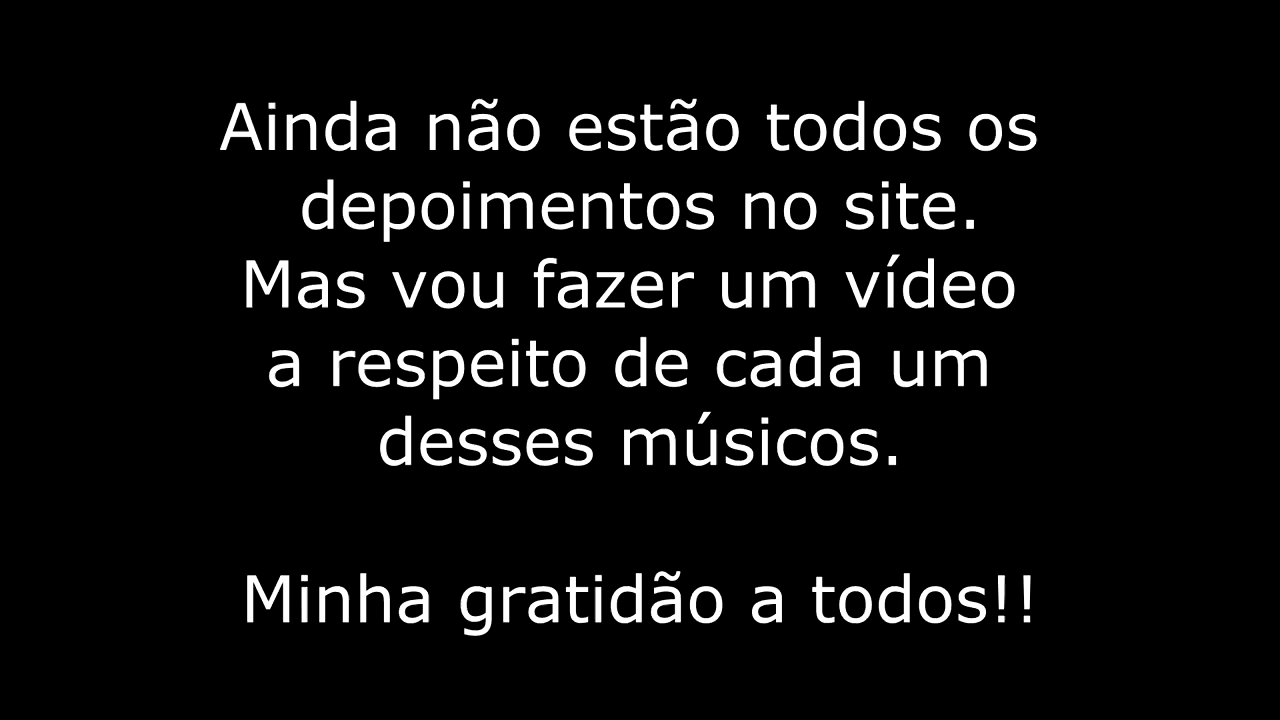 Ainda não estão todos os
depoimentos no site.
Mas vou fazer um vídeo
a respeito de cada um
desses músicos.
Minha gratidão a todos!!